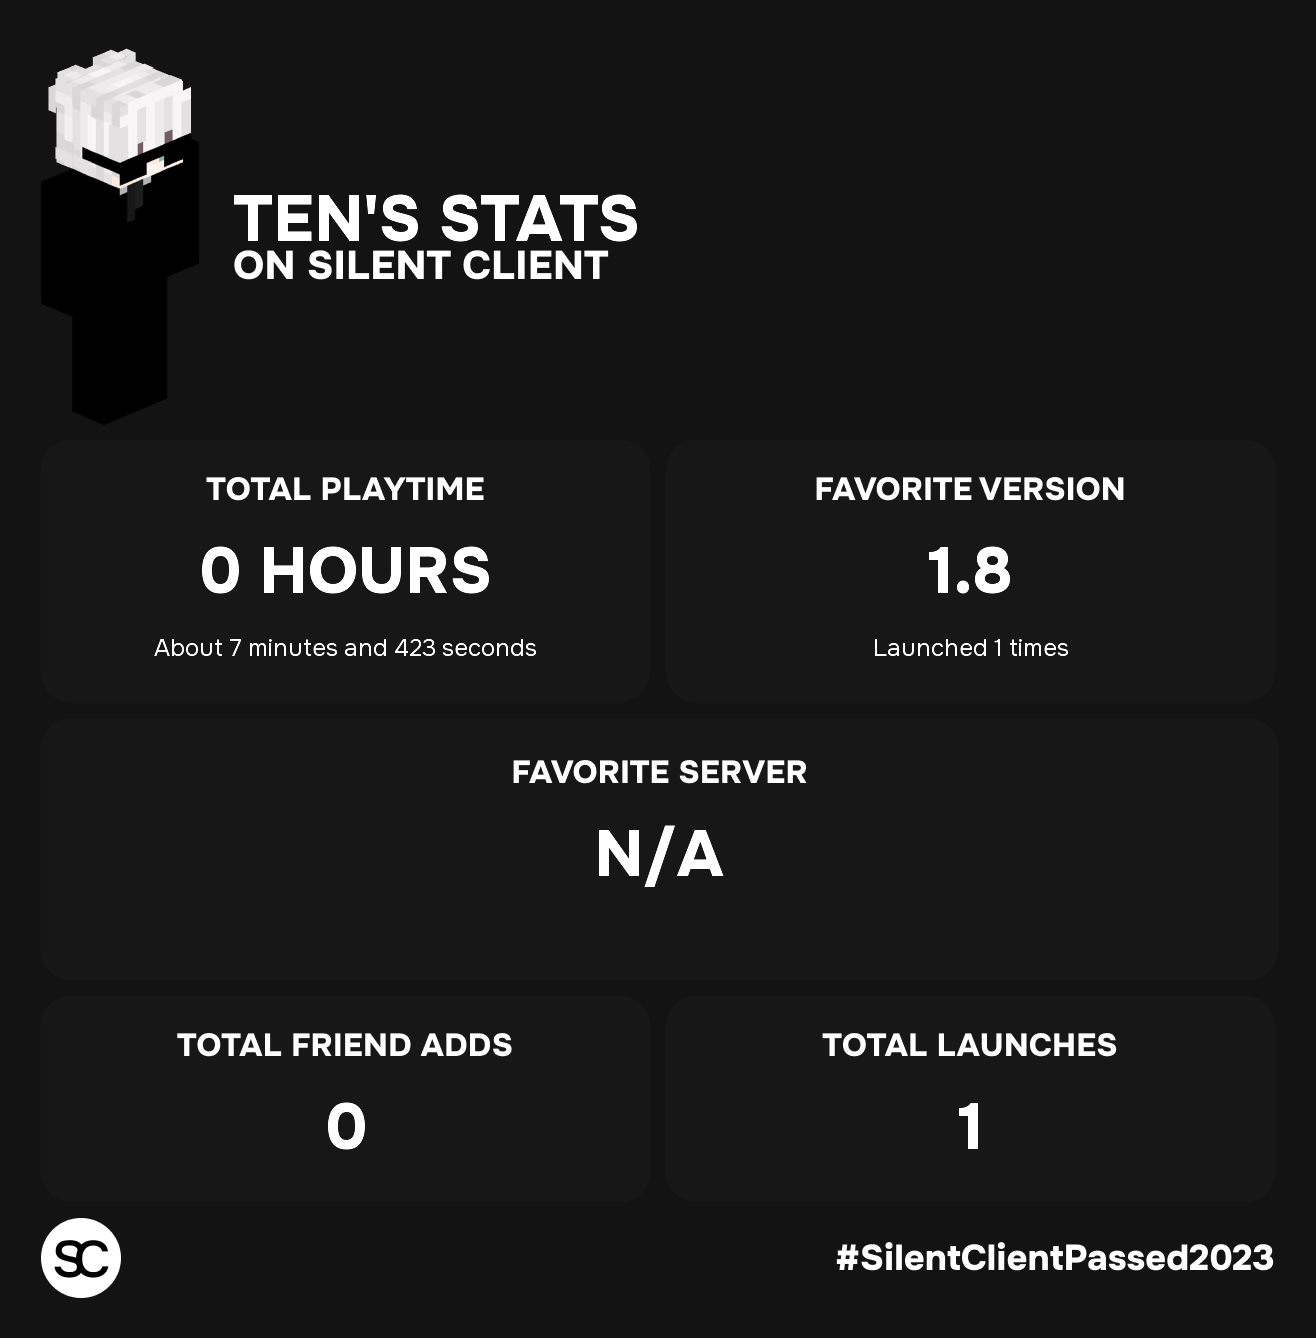 TEN'S STATS
ON SILENT CLIENT
TOTAL PLAYTIME
0 HOURS
About 7 minutes and 423 seconds
FAVORITE VERSION
1.8
Launched 1 times
FAVORITE SERVER
N/A
TOTAL FRIEND ADDS
0
TOTAL LAUNCHES
1
SC
#SilentClientPassed2023